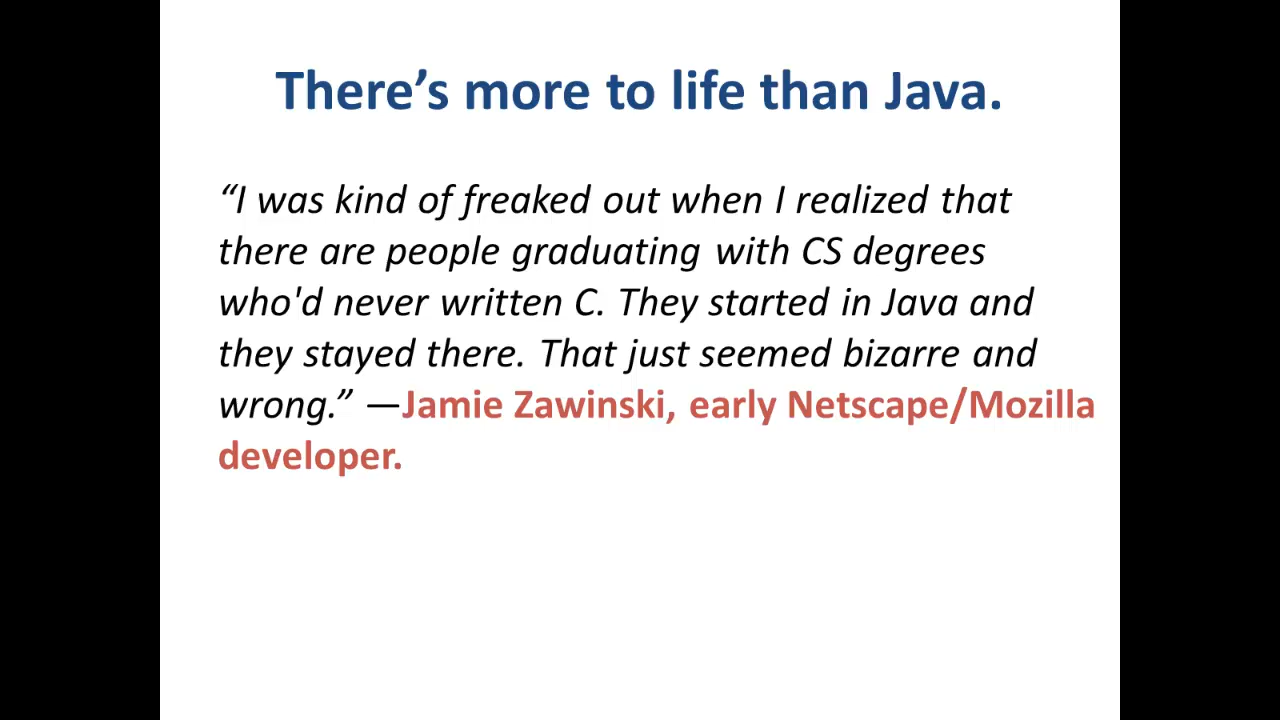 There’s more to life than Java.
“I was kind of freaked out when I realized that
there are people graduating with CS degrees
who'd never written C. They started in Java and
they stayed there. That just seemed bizarre and
wrong.” —Jamie Zawinski, early Netscape/Mozilla
developer.